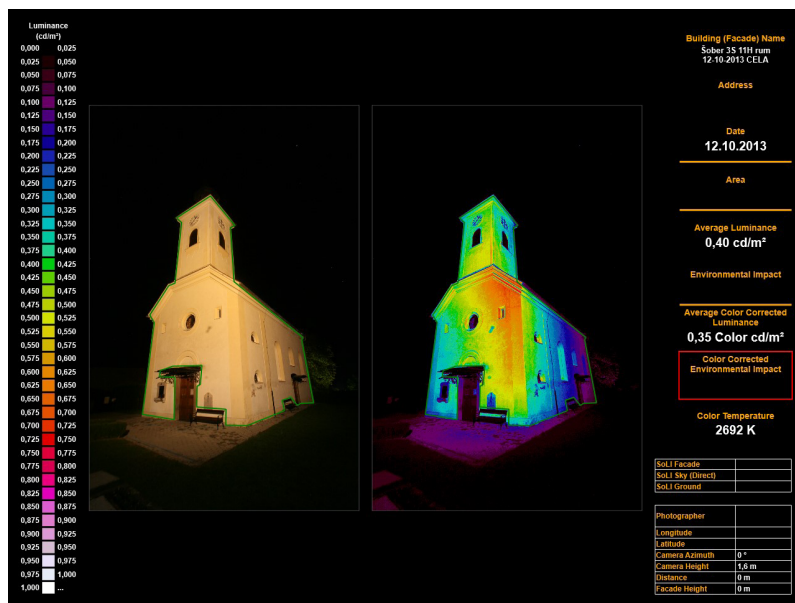 Luminance
(cd/m²)
0,000 0,025
0,025 0,050
0,050 0,075
0,075 0,100
0,100 0,125
0,125 0,150
0,150 0,175
0,175 0,200
0,200 0,225
0,225 0,250
0,250 0,275
0,275 0,300
0,300 0,325
0,325 0,350
0,350 0,375
0,375 0,400
0,400 0,425
0,425 0,450
0,450 0,475
0,475 0,500
0,500 0,525
0,525 0,550
0,550 0,575
0,575 0,600
0,600 0,625
0,625 0,650
0,650 0,675
0,675 0,700
0,700 0,725
0,725 0,750
0,750 0,775
0,775 0,800
0,800 0,825
0,825 0,850
0,850 0,875
0,875 0,900
0,900 0,925
0,925 0,950
0,950 0,975
0,975 1,000
1,000 ...
Building (Facade) Name
Šober 3S 11H rum
12-10-2013 CELA
Address
Date
12.10.2013
Area
Average Luminance
0,40 cd/m²
Environmental Impact
Average Color Corrected
Luminance
0,35 Color cd/m²
Color Corrected
Environmental Impact
Color Temperature
2692 K
SoLI Facade
SoLI Sky (Direct)
SoLI Ground
Photographer
Longitude
Latitude
Camera Azimuth 0 °
Camera Height 1,6 m
Distance 0 m
Facade Height 0 m